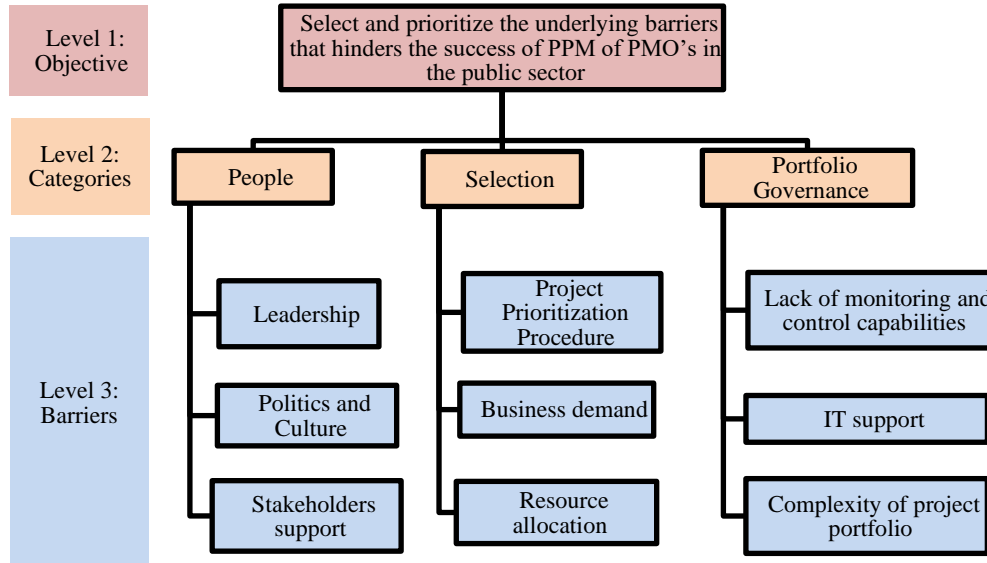 Level 1:
Objective
Select and prioritize the underlying barriers
that hinders the success of PPM of PMO’s in
the public sector
Level 2:
Categories
People
Selection
Portfolio
Governance
Level 3:
Barriers
Leadership
Politics and
Culture
Stakeholders
support
Project
Prioritization
Procedure
Business demand
Resource
allocation
Lack of monitoring and
control capabilities
IT support
Complexity of project
portfolio